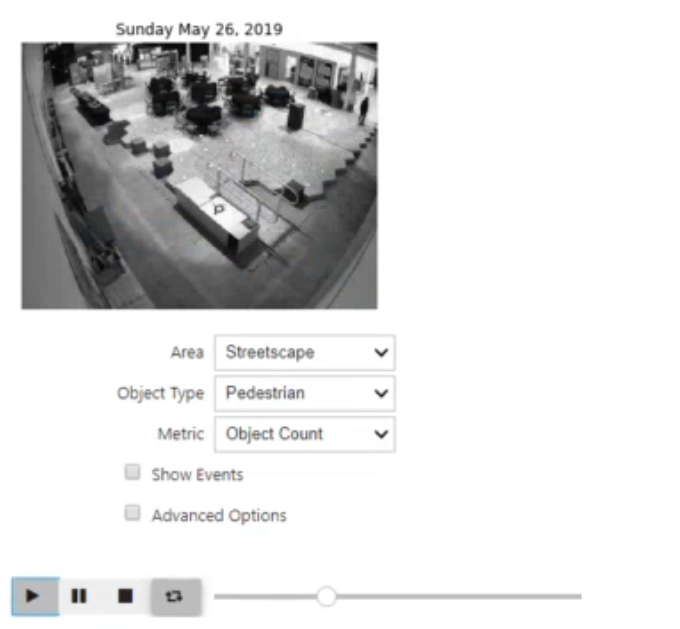 Sunday May 26, 2019
Area Streetscape
Object Type Pedestrian
Metric Object Count
Show Events
Advanced Options